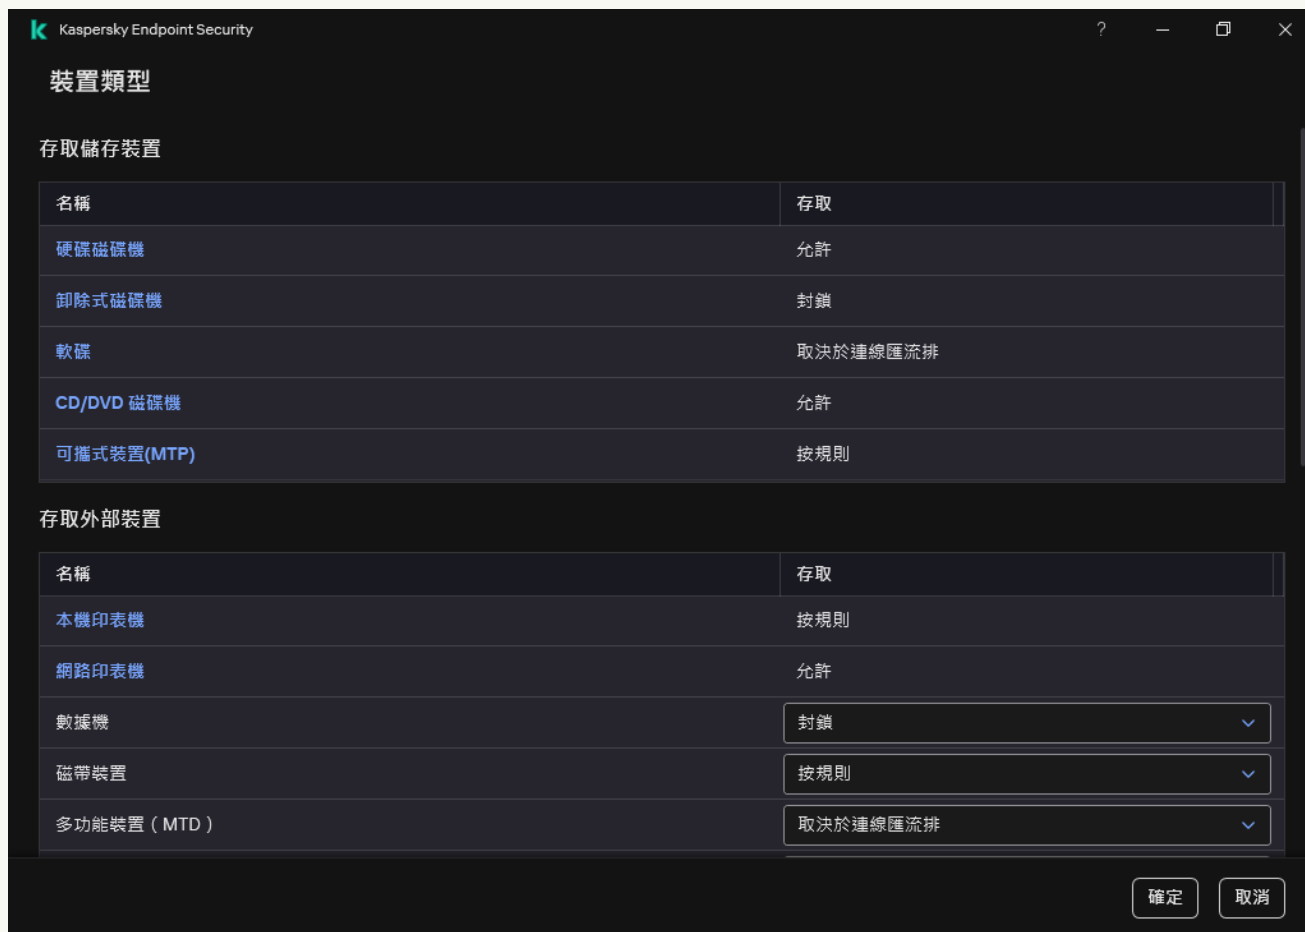 Kaspersky Endpoint Security
裝置類型
存取儲存裝置
名稱 存取
硬碟磁碟機 允許
卸除式磁碟機 封鎖
軟碟 取決於連線匯流排
CD/DVD 磁碟機 允許
可攜式裝置(MTP) 按規則
存取外部裝置
名稱 存取
本機印表機 按規則
網路印表機 允許
數據機 封鎖
磁帶裝置 按規則
多功能裝置（MTD） 取決於連線匯流排
確定 取消